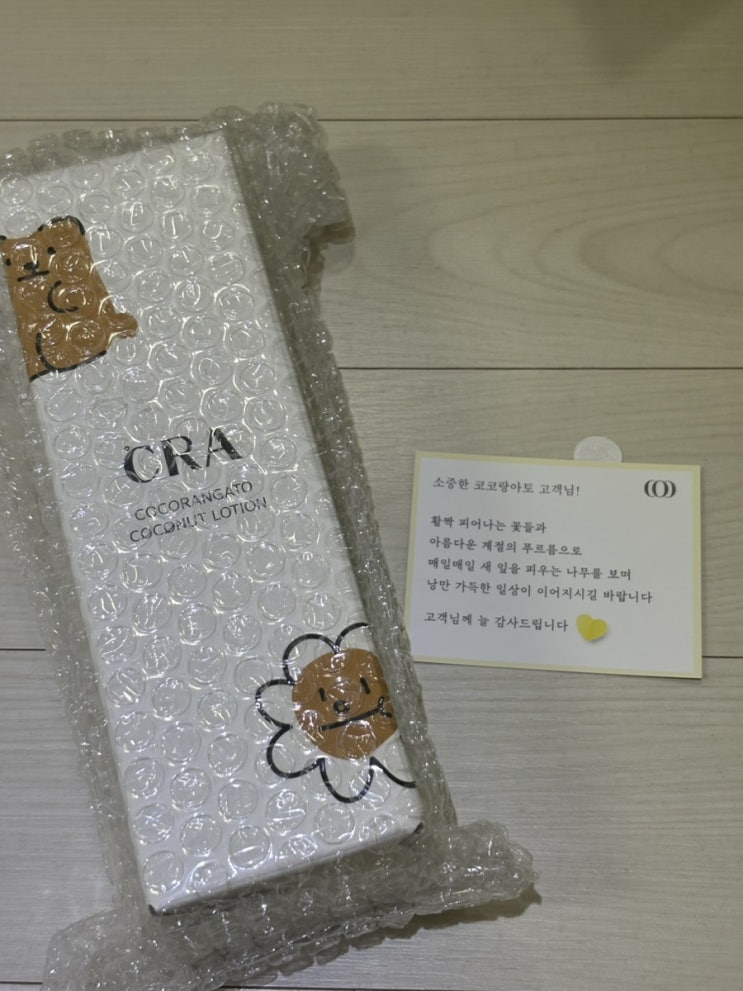 CRA
COCORANGATO
COCONUT LOTION
소중한 코코랑아토 고객님!
활짝 피어나는 꽃들과
아름다운 계절의 푸르름으로
매일매일 새 잎을 피우는 나무를 보며
낭만 가득한 일상이 이어지시길 바랍니다
고객님께 늘 감사드립니다